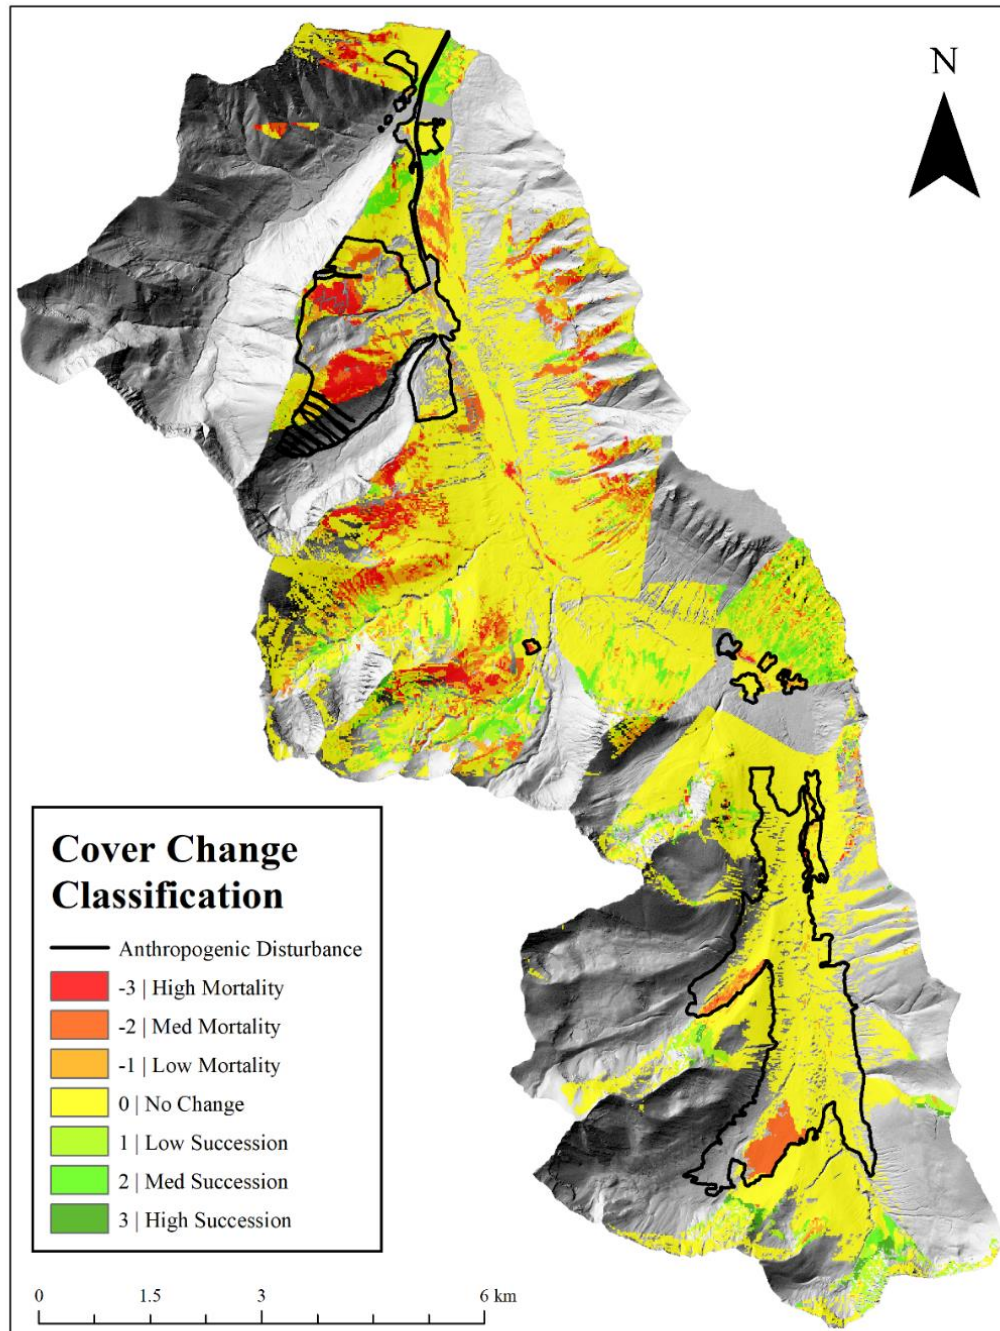 N
Cover Change
Classification
Anthropogenic Disturbance
-3 | High Mortality
-2 | Med Mortality
-1 | Low Mortality
0 | No Change
1 | Low Succession
2 | Med Succession
3 | High Succession
0 1.5 3 6 km